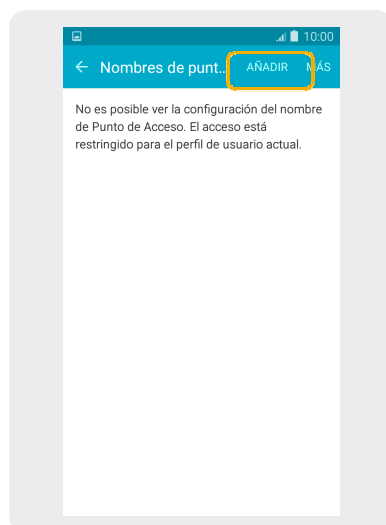 10:00
Nombres de punt... AÑADIR MÁS
No es posible ver la configuración del nombre
de Punto de Acceso. El acceso está
restringido para el perfil de usuario actual.